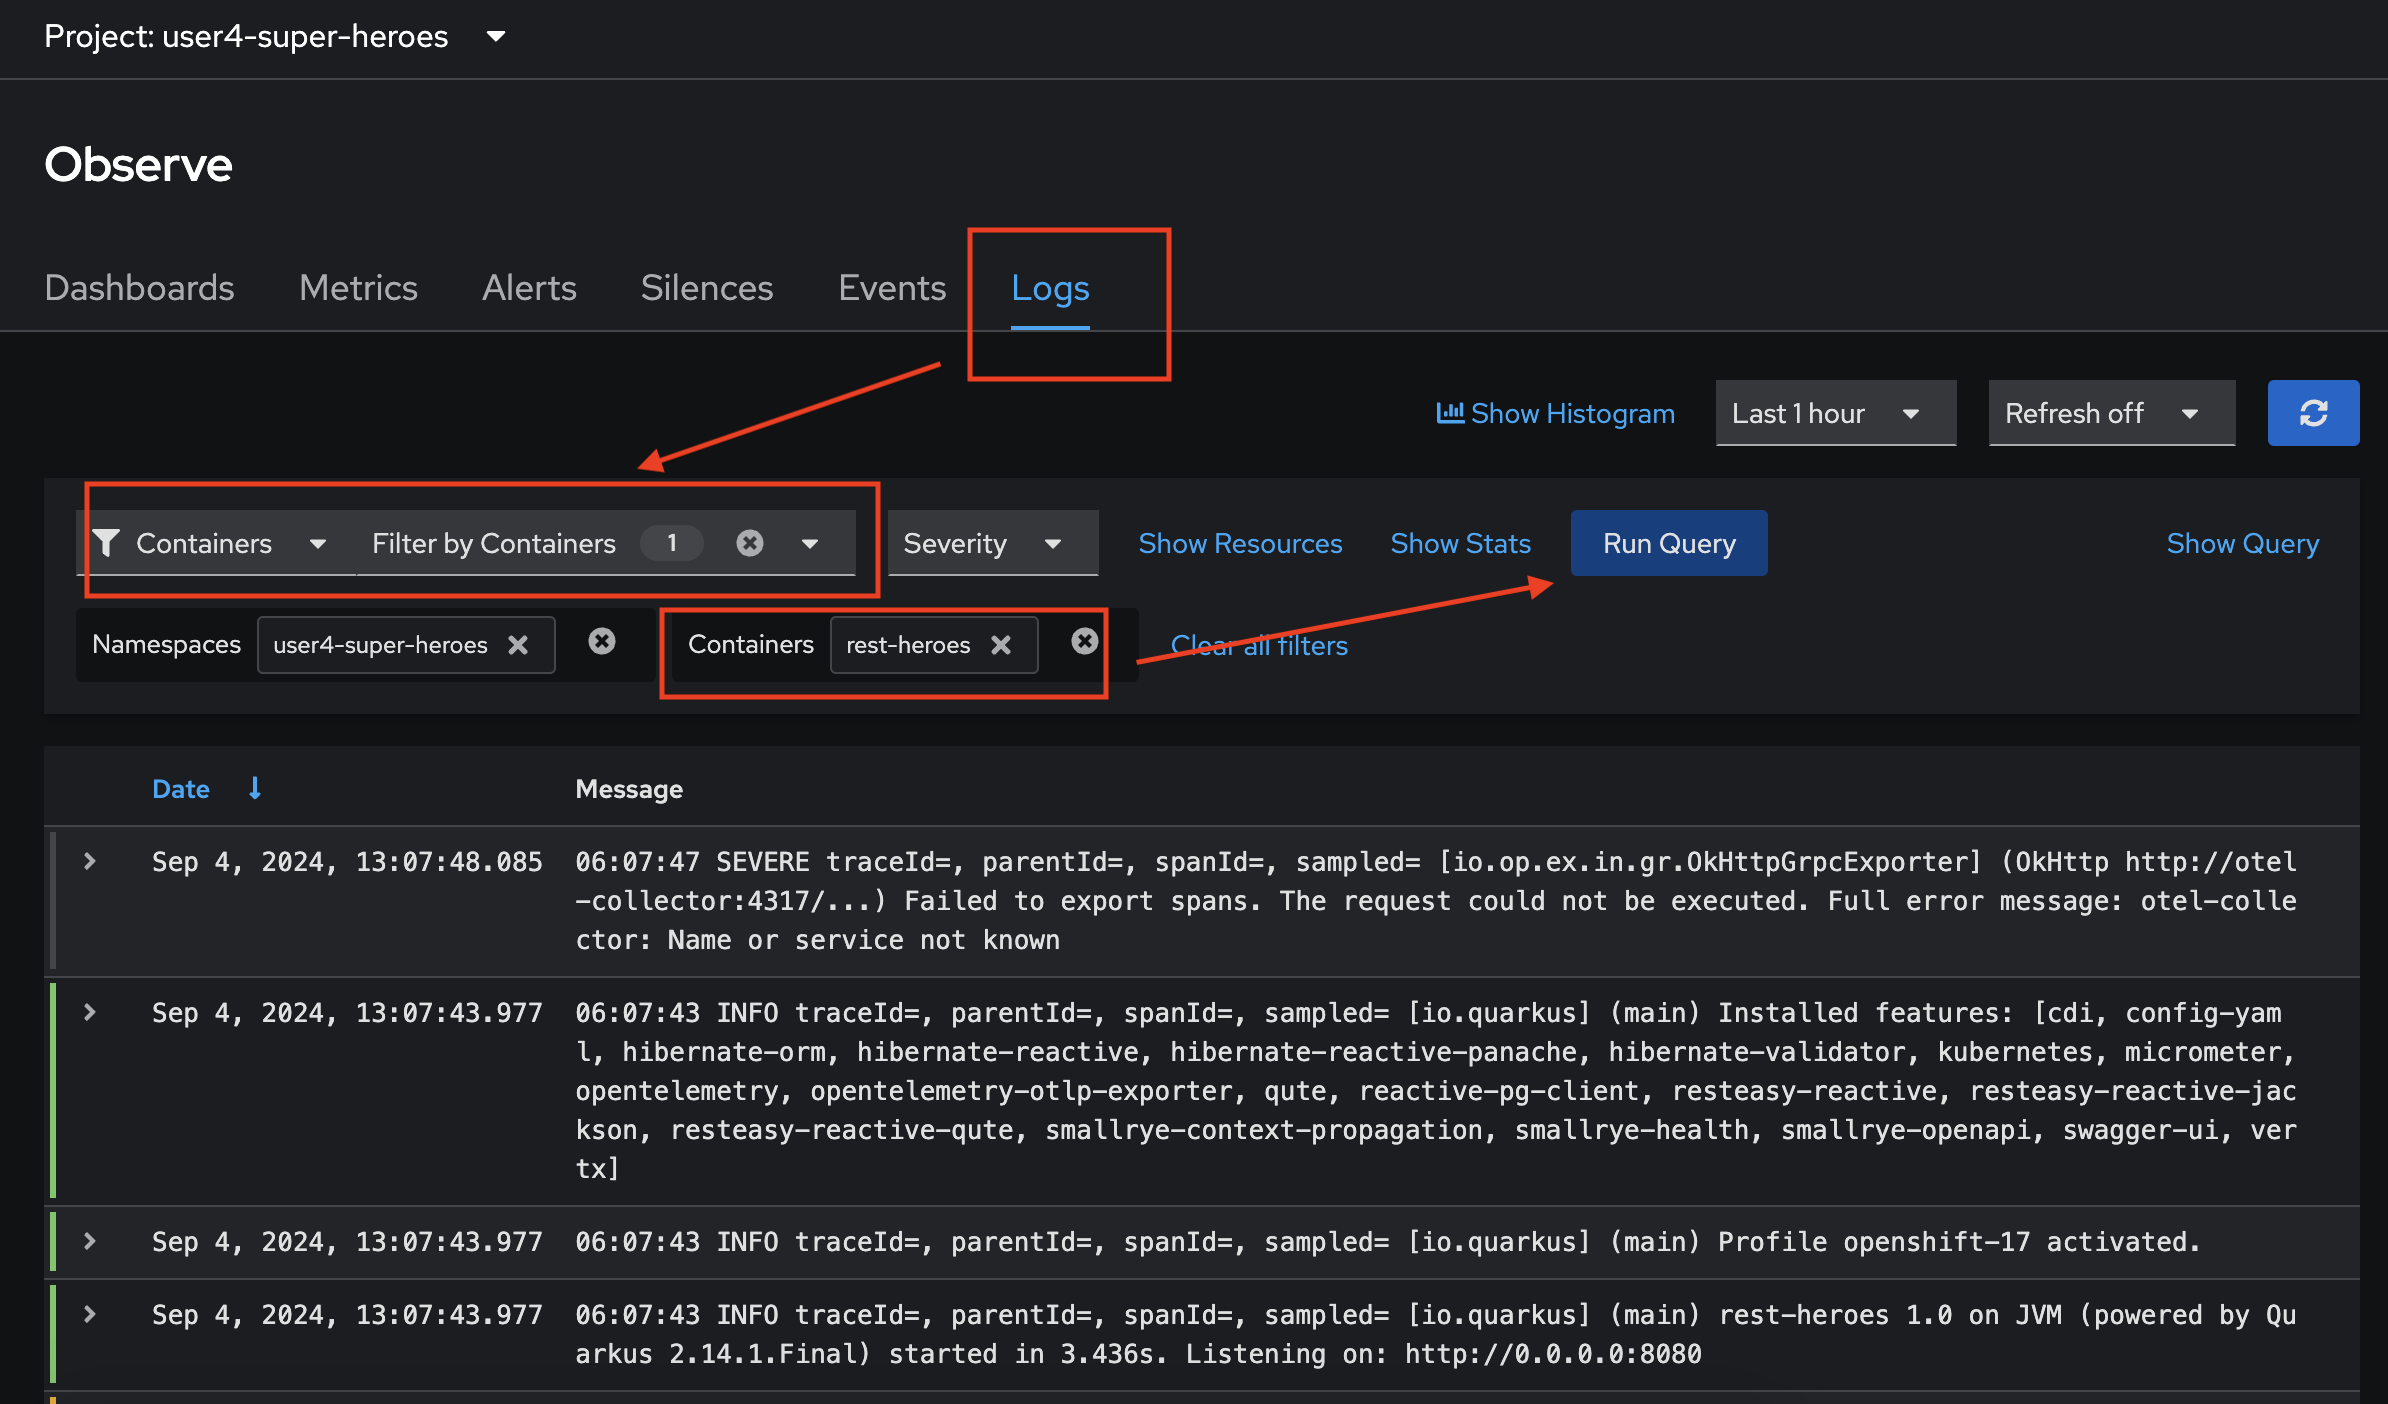 Project: user4-super-heroes
Observe
Dashboards Metrics Alerts Silences Events Logs
Show Histogram Last 1 hour Refresh off
Containers Filter by Containers 1 Severity Show Resources Show Stats Run Query Show Query
Namespaces user4-super-heroes Containers rest-heroes Clear all filters
Date Message
Sep 4, 2024, 13:07:48.085 06:07:47 SEVERE traceId=, parentId=, spanId=, sampled= [io.op.ex.in.gr.OkHttpGrpcExporter] (OkHttp http://otel
-collector:4317/...) Failed to export spans. The request could not be executed. Full error message: otel-colle
ctor: Name or service not known
Sep 4, 2024, 13:07:43.977 06:07:43 INFO traceId=, parentId=, spanId=, sampled= [io.quarkus] (main) Installed features: [cdi, config-yam
l, hibernate-orm, hibernate-reactive, hibernate-reactive-panache, hibernate-validator, kubernetes, micrometer,
opentelemetry, opentelemetry-otlp-exporter, qute, reactive-pg-client, resteasy-reactive, resteasy-reactive-jac
kson, resteasy-reactive-qute, smallrye-context-propagation, smallrye-health, smallrye-openapi, swagger-ui, ver
tx]
Sep 4, 2024, 13:07:43.977 06:07:43 INFO traceId=, parentId=, spanId=, sampled= [io.quarkus] (main) Profile openshift-17 activated.
Sep 4, 2024, 13:07:43.977 06:07:43 INFO traceId=, parentId=, spanId=, sampled= [io.quarkus] (main) rest-heroes 1.0 on JVM (powered by Qu
arkus 2.14.1.Final) started in 3.436s. Listening on: http://0.0.0.0:8080